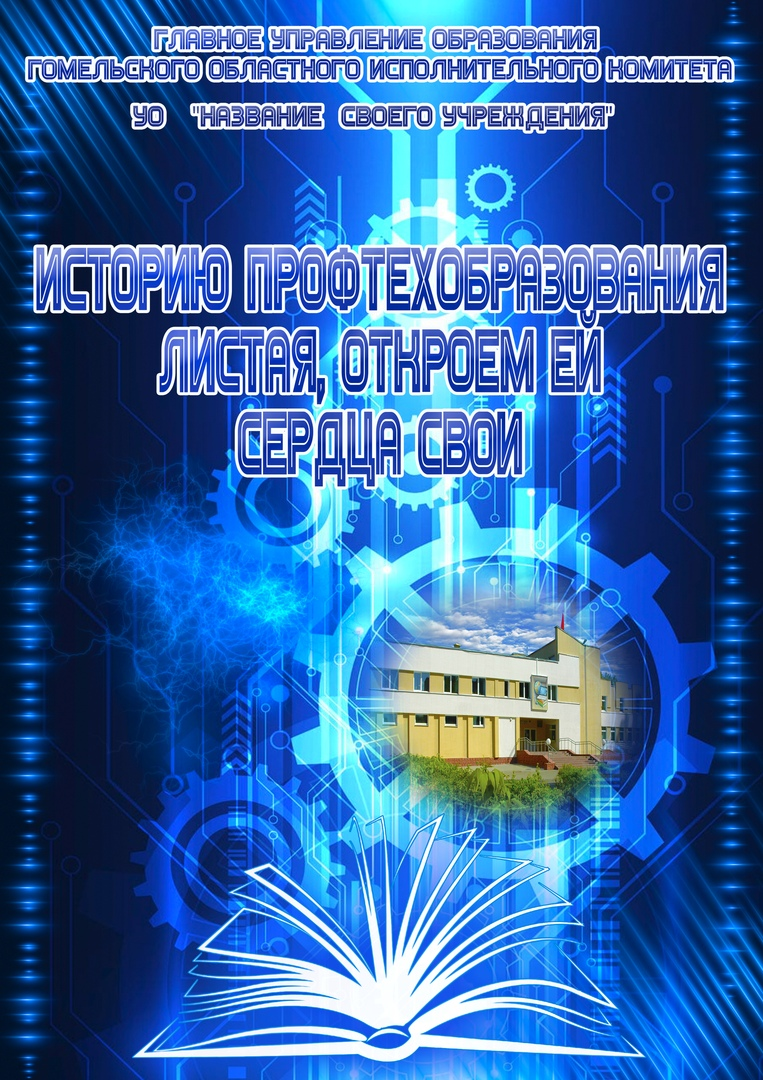 ГЛАВНОЕ УПРАВЛЕНИЕ ОБРАЗОВАНИЯ
ГОМЕЛЬСКОГО ОБЛАСТНОГО ИСПОЛНИТЕЛЬНОГО КОМИТЕТА
УО "НАЗВАНИЕ СВОЕГО УЧРЕЖДЕНИЯ"
ИСТОРИЮ ПРОФТЕХОБРАЗОВАНИЯ
ЛИСТАЯ, ОТКРОЕМ ЕЙ
СЕРДЦА СВОИ